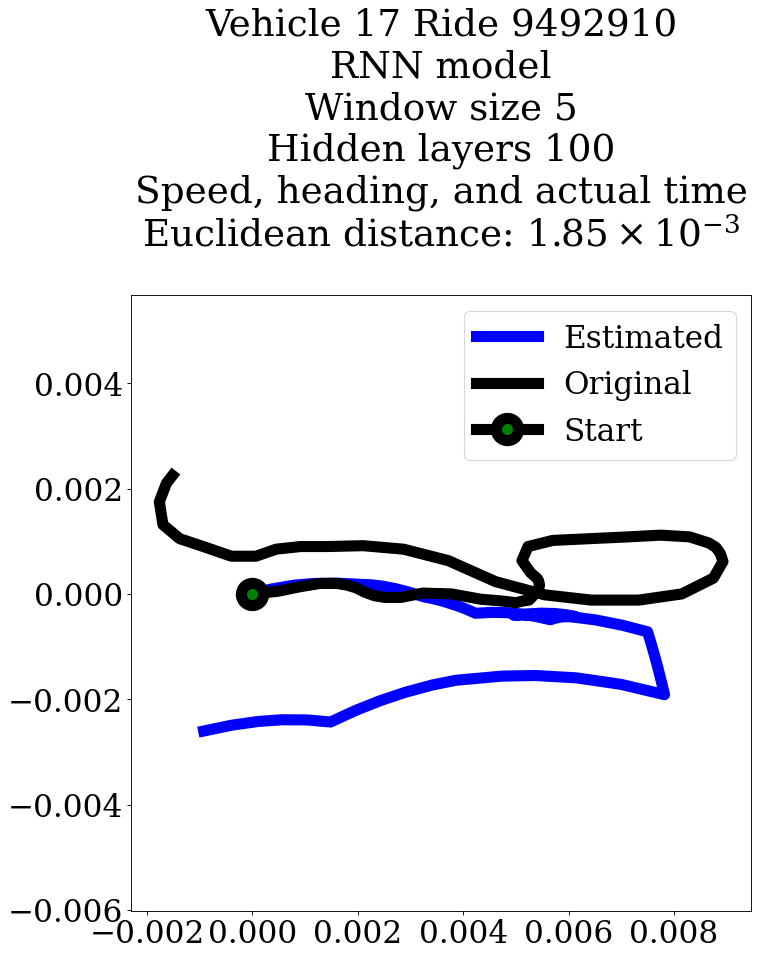 Vehicle 17 Ride 9492910
RNN model
Window size 5
Hidden layers 100
Speed, heading, and actual time
Euclidean distance: 1.85 × 10⁻³
Estimated
Original
Start
0.004
0.002
0.000
−0.002
−0.004
−0.006
−0.002 0.000 0.002 0.004 0.006 0.008